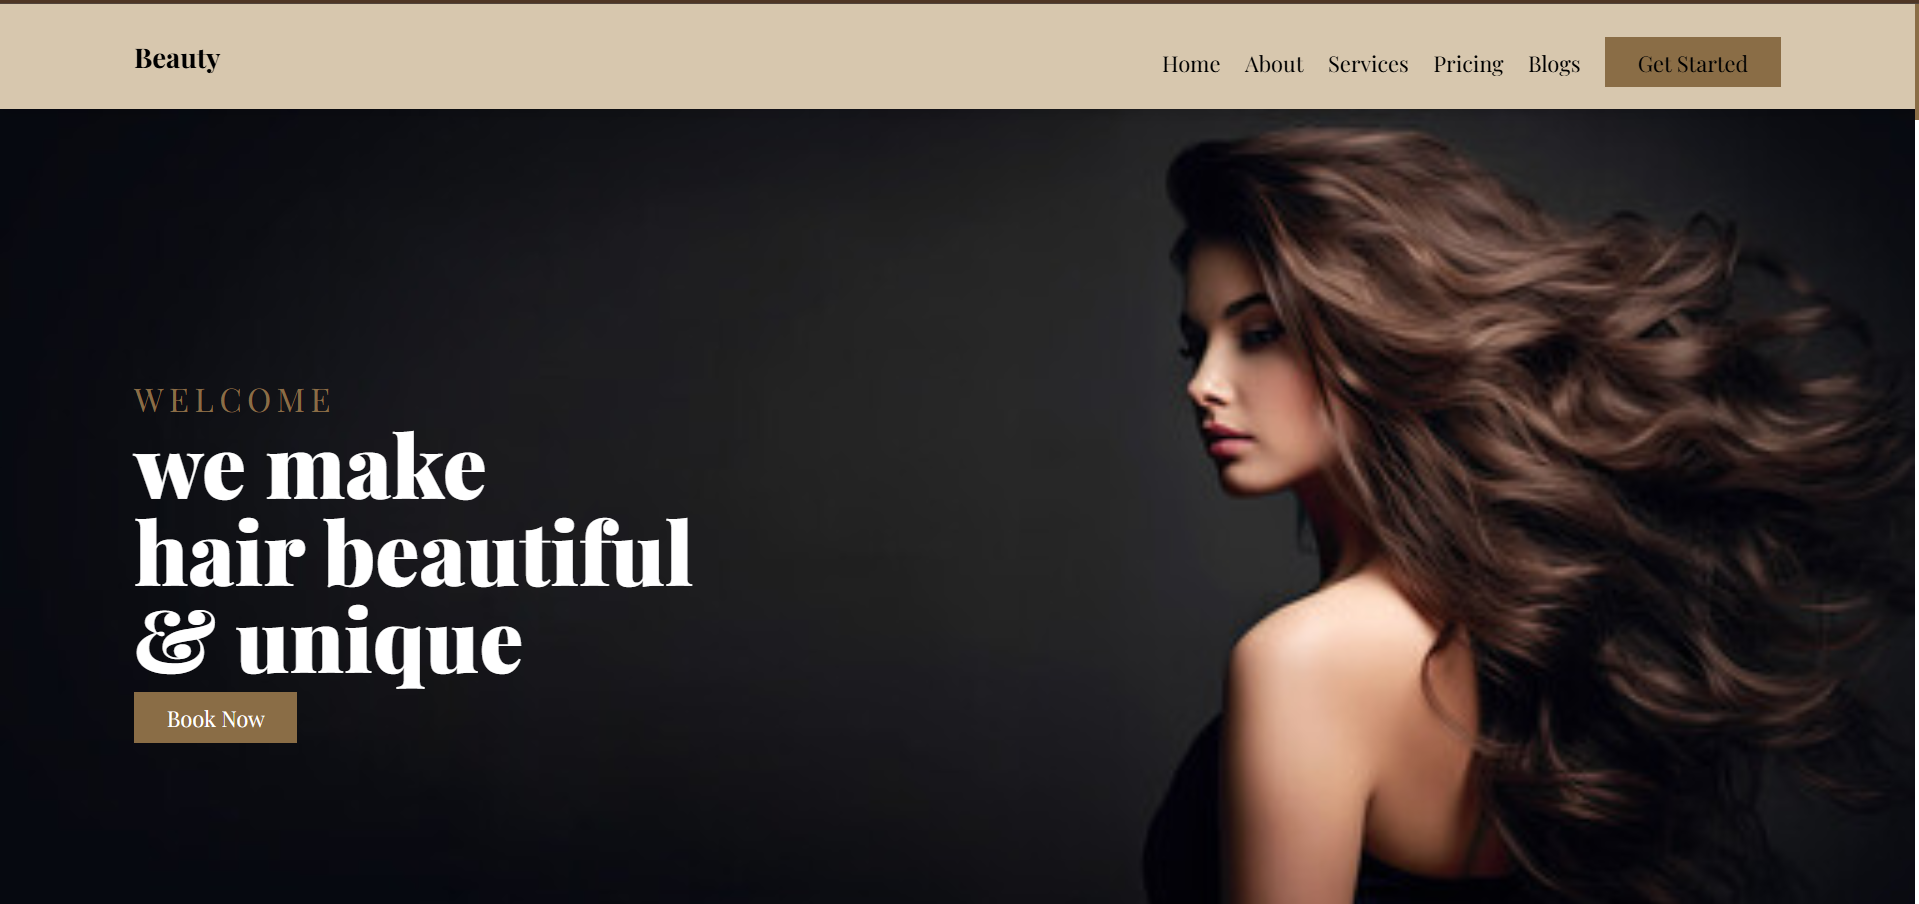 Beauty
Home About Services Pricing Blogs Get Started
WELCOME
we make
hair beautiful
& unique
Book Now